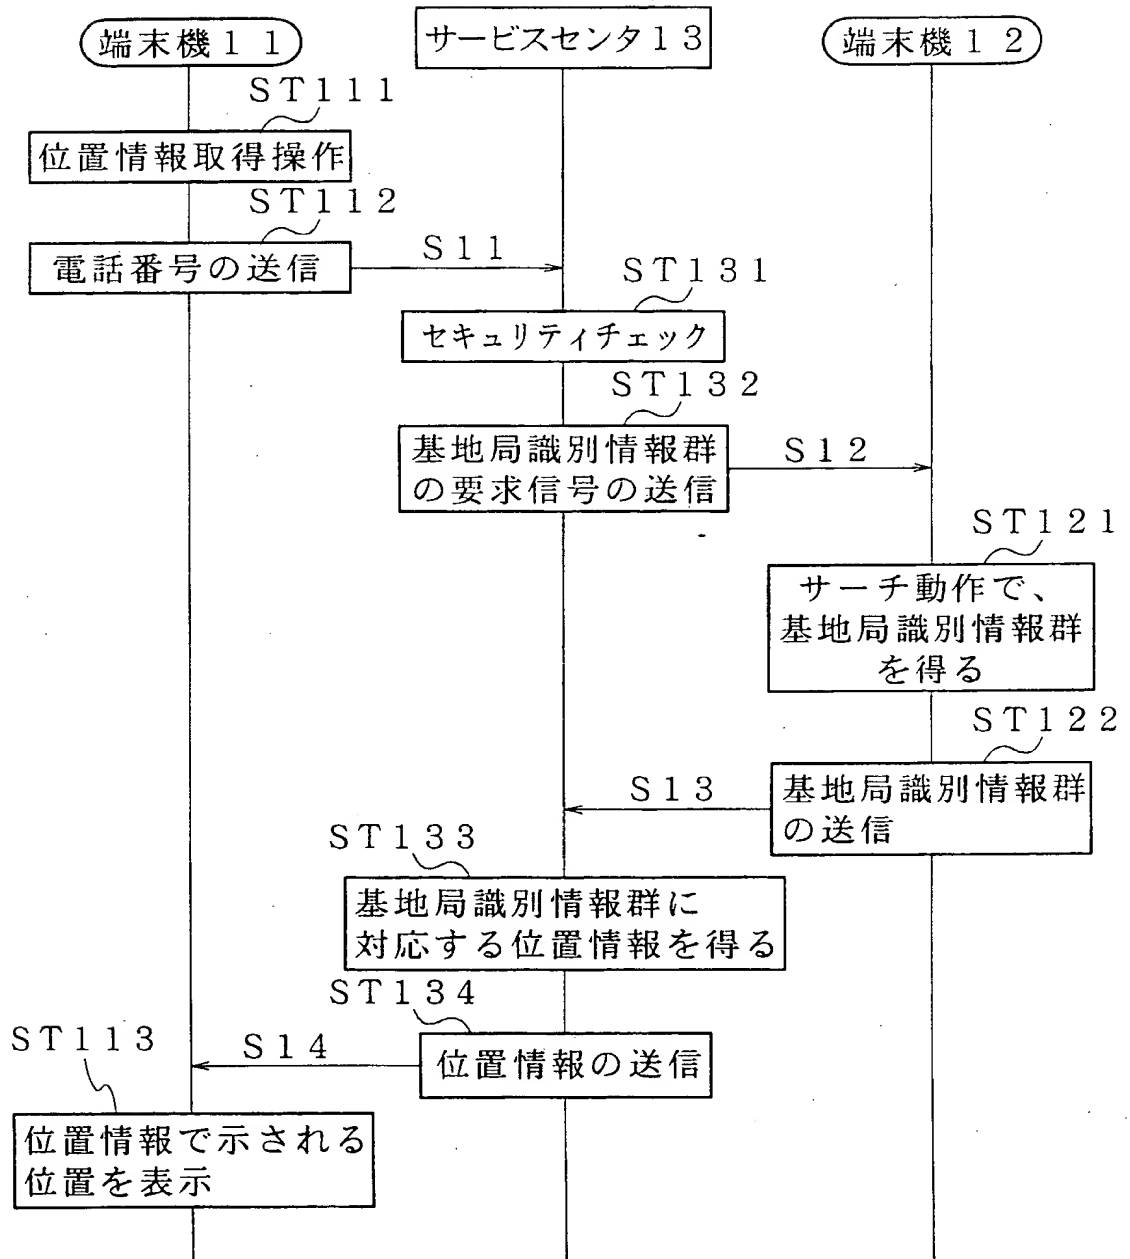 端末機１１
サービスセンタ１３
端末機１２
ＳＴ１１１
位置情報取得操作
ＳＴ１１２
電話番号の送信
Ｓ１１
ＳＴ１３１
セキュリティチェック
ＳＴ１３２
基地局識別情報群
の要求信号の送信
Ｓ１２
ＳＴ１２１
サーチ動作で、
基地局識別情報群
を得る
ＳＴ１２２
基地局識別情報群
の送信
Ｓ１３
ＳＴ１３３
基地局識別情報群に
対応する位置情報を得る
ＳＴ１３４
位置情報の送信
Ｓ１４
ＳＴ１１３
位置情報で示される
位置を表示